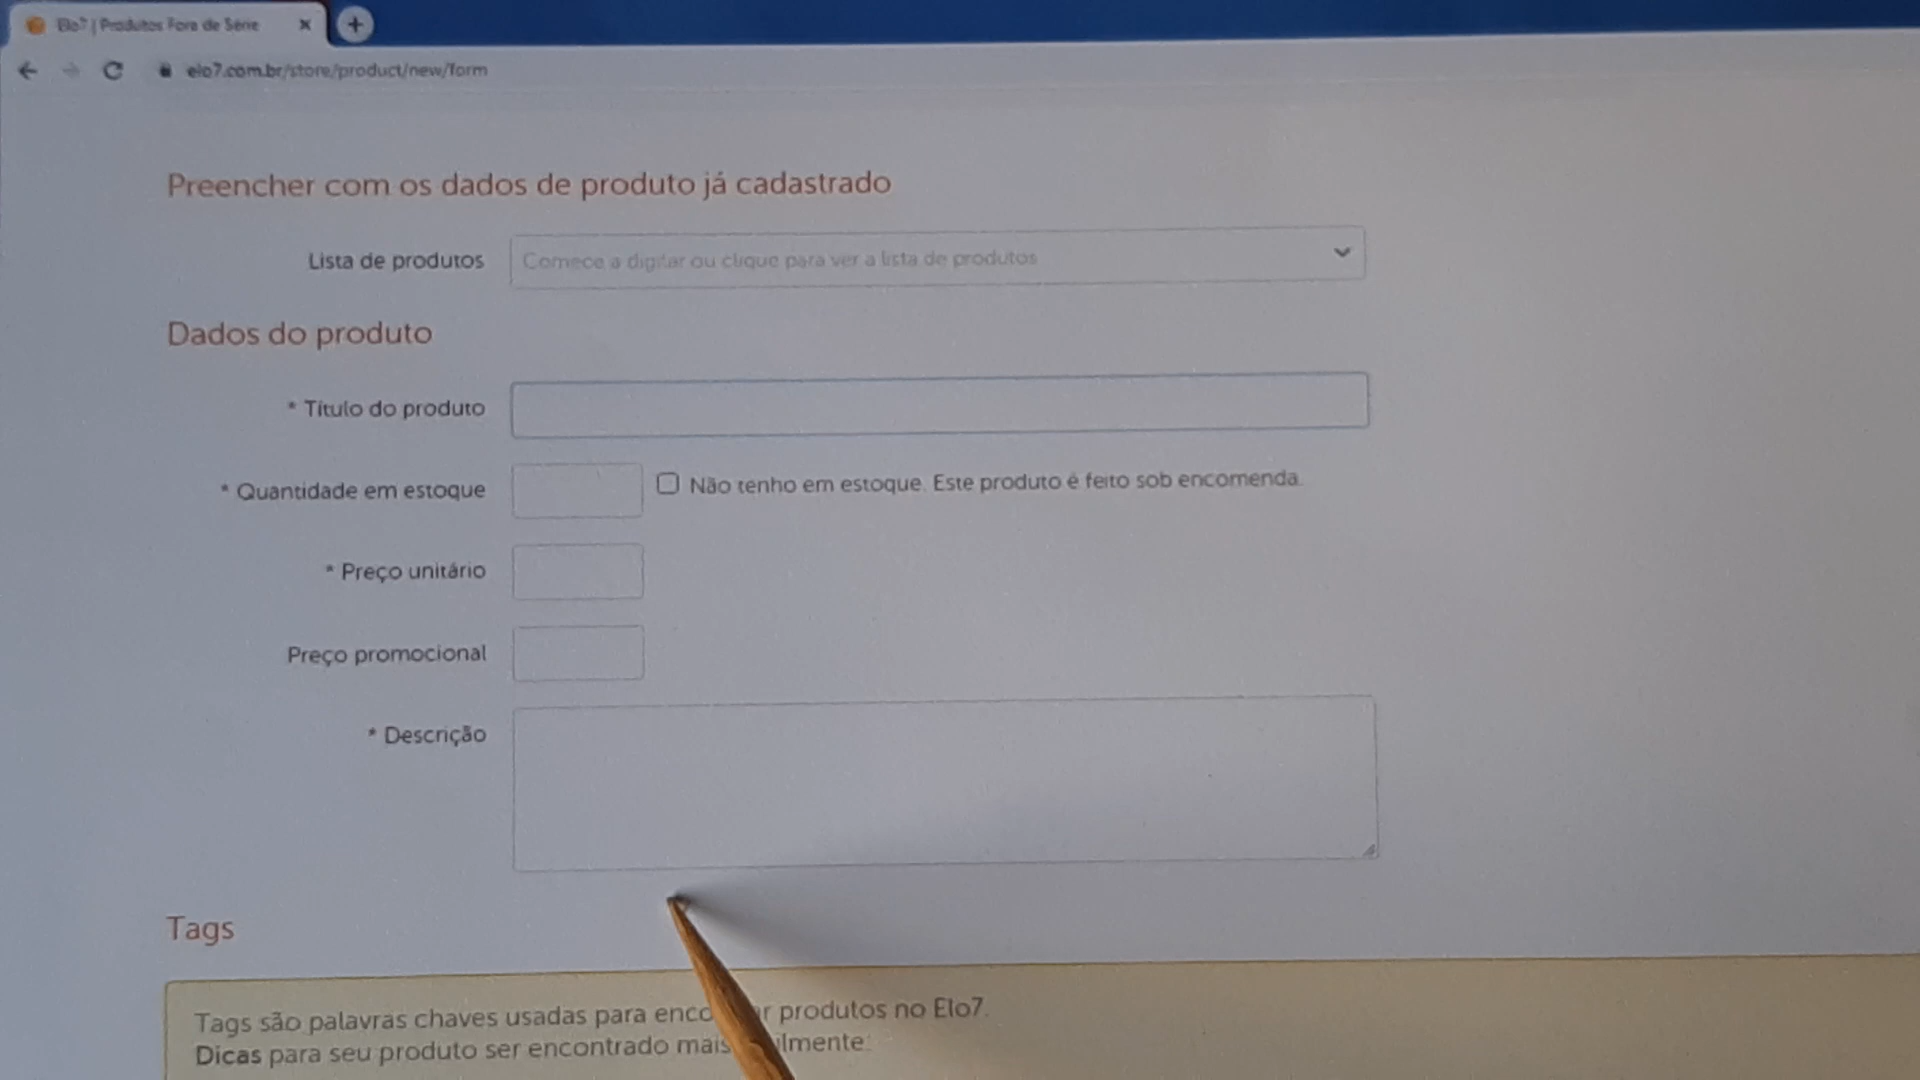 Elo7 | Produtos Fora de Série
elo7.com.br/store/product/new/form
Preencher com os dados de produto já cadastrado
Lista de produtos
Comece a digitar ou clique para ver a lista de produtos
Dados do produto
* Título do produto
* Quantidade em estoque
Não tenho em estoque. Este produto é feito sob encomenda.
* Preço unitário
Preço promocional
* Descrição
Tags
Tags são palavras chaves usadas para produtos no Elo7.
Dicas para seu produto ser encontrado mais